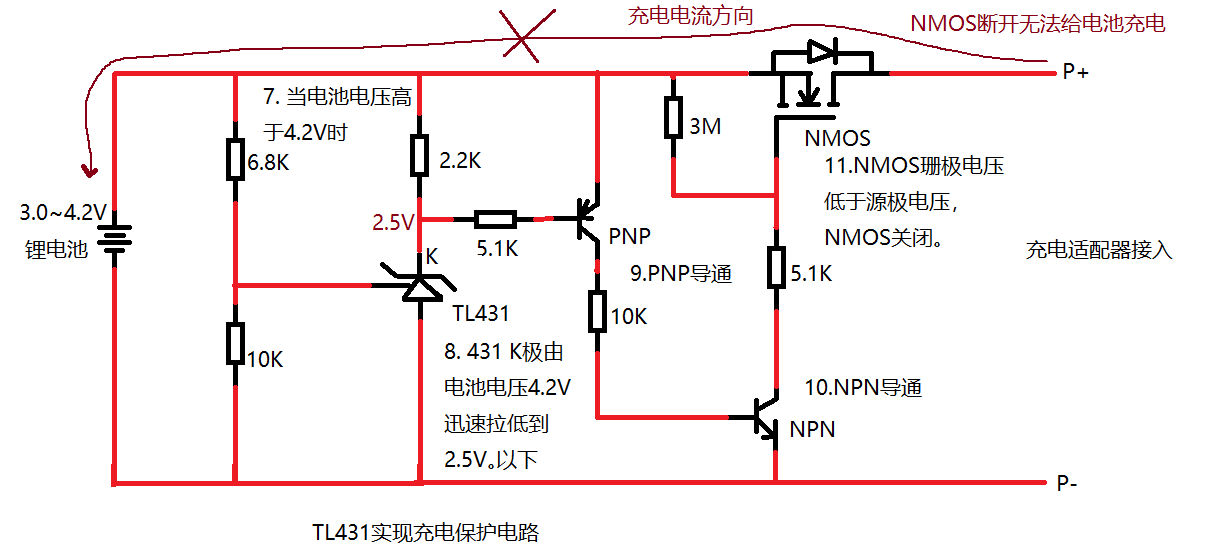 充电电流方向
NMOS断开无法给电池充电
P+
7. 当电池电压高
于4.2V时
3M
NMOS
6.8K
2.2K
11.NMOS珊极电压
低于源极电压，
NMOS关闭。
3.0~4.2V
锂电池
2.5V
5.1K
PNP
充电适配器接入
K
9.PNP导通
5.1K
TL431
10K
10K
8. 431 K极由
电池电压4.2V
迅速拉低到
2.5V。以下
10.NPN导通
NPN
P-
TL431实现充电保护电路